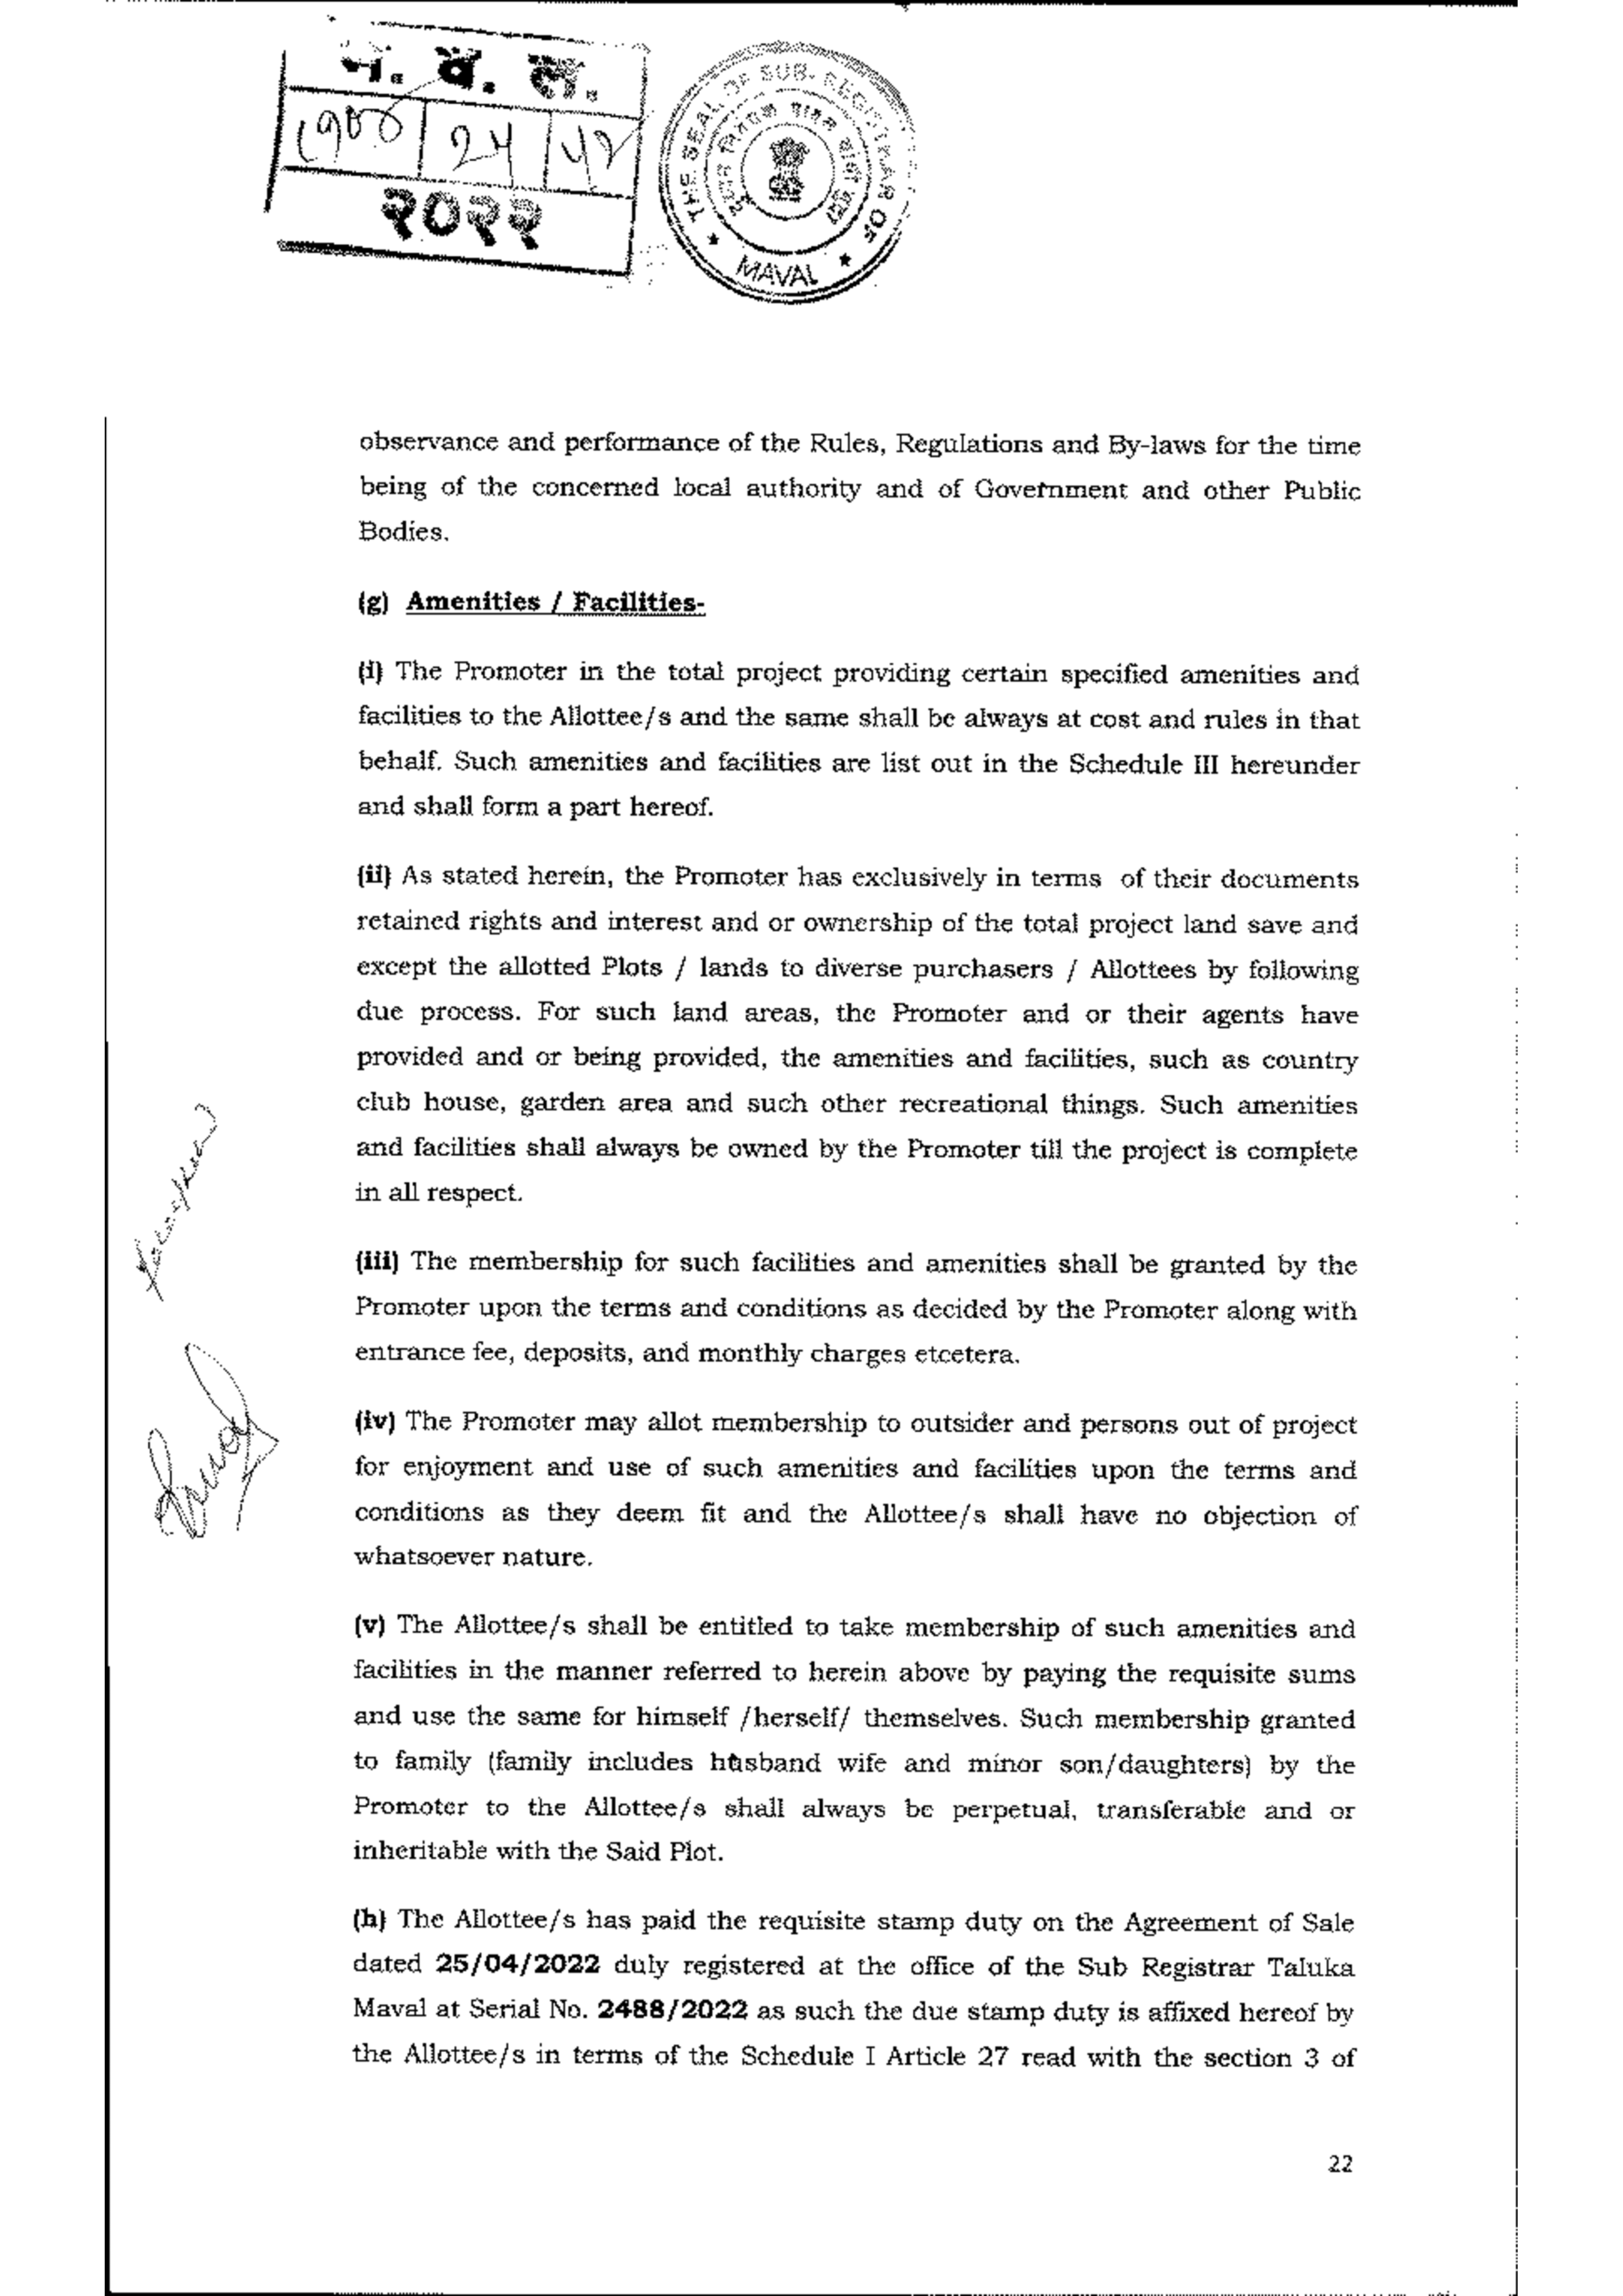 २४ ५२
२०२२
THE SEAL OF SUB-REGISTRAR OF
MAVAL
observance and performance of the Rules, Regulations and By-laws for the time
being of the concerned local authority and of Government and other Public
Bodies.
(g) Amenities / Facilities-
(i) The Promoter in the total project providing certain specified amenities and
facilities to the Allottee/s and the same shall be always at cost and rules in that
behalf. Such amenities and facilities are list out in the Schedule III hereunder
and shall form a part hereof.
(ii) As stated herein, the Promoter has exclusively in terms of their documents
retained rights and interest and or ownership of the total project land save and
except the allotted Plots / lands to diverse purchasers / Allottees by following
due process. For such land areas, the Promoter and or their agents have
provided and or being provided, the amenities and facilities, such as country
club house, garden area and such other recreational things. Such amenities
and facilities shall always be owned by the Promoter till the project is complete
in all respect.
(iii) The membership for such facilities and amenities shall be granted by the
Promoter upon the terms and conditions as decided by the Promoter along with
entrance fee, deposits, and monthly charges etcetera.
(iv) The Promoter may allot membership to outsider and persons out of project
for enjoyment and use of such amenities and facilities upon the terms and
conditions as they deem fit and the Allottee/s shall have no objection of
whatsoever nature.
(v) The Allottee/s shall be entitled to take membership of such amenities and
facilities in the manner referred to herein above by paying the requisite sums
and use the same for himself /herself/ themselves. Such membership granted
to family (family includes husband wife and minor son/daughters) by the
Promoter to the Allottee/s shall always be perpetual, transferable and or
inheritable with the Said Plot.
(h) The Allottee/s has paid the requisite stamp duty on the Agreement of Sale
dated 25/04/2022 duly registered at the office of the Sub Registrar Taluka
Maval at Serial No. 2488/2022 as such the due stamp duty is affixed hereof by
the Allottee/s in terms of the Schedule I Article 27 read with the section 3 of
22